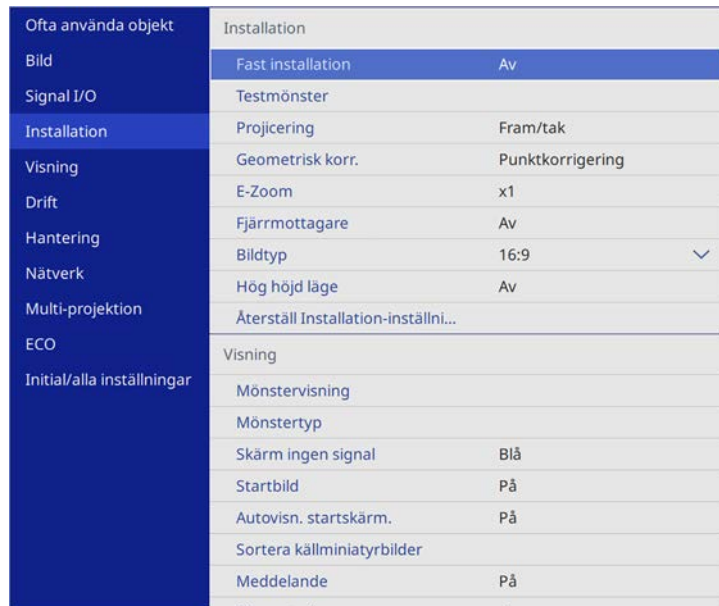 Ofta använda objekt
Bild
Signal I/O
Installation
Visning
Drift
Hantering
Nätverk
Multi-projektion
ECO
Initial/alla inställningar
Installation
Fast installation Av
Testmönster
Projicering Fram/tak
Geometrisk korr. Punktkorrigering
E-Zoom x1
Fjärrmottagare Av
Bildtyp 16:9
Hög höjd läge Av
Återställ Installation-inställni...
Visning
Mönstervisning
Mönstertyp
Skärm ingen signal Blå
Startbild På
Autovisn. startskärm. På
Sortera källminiatyrbilder
Meddelande På